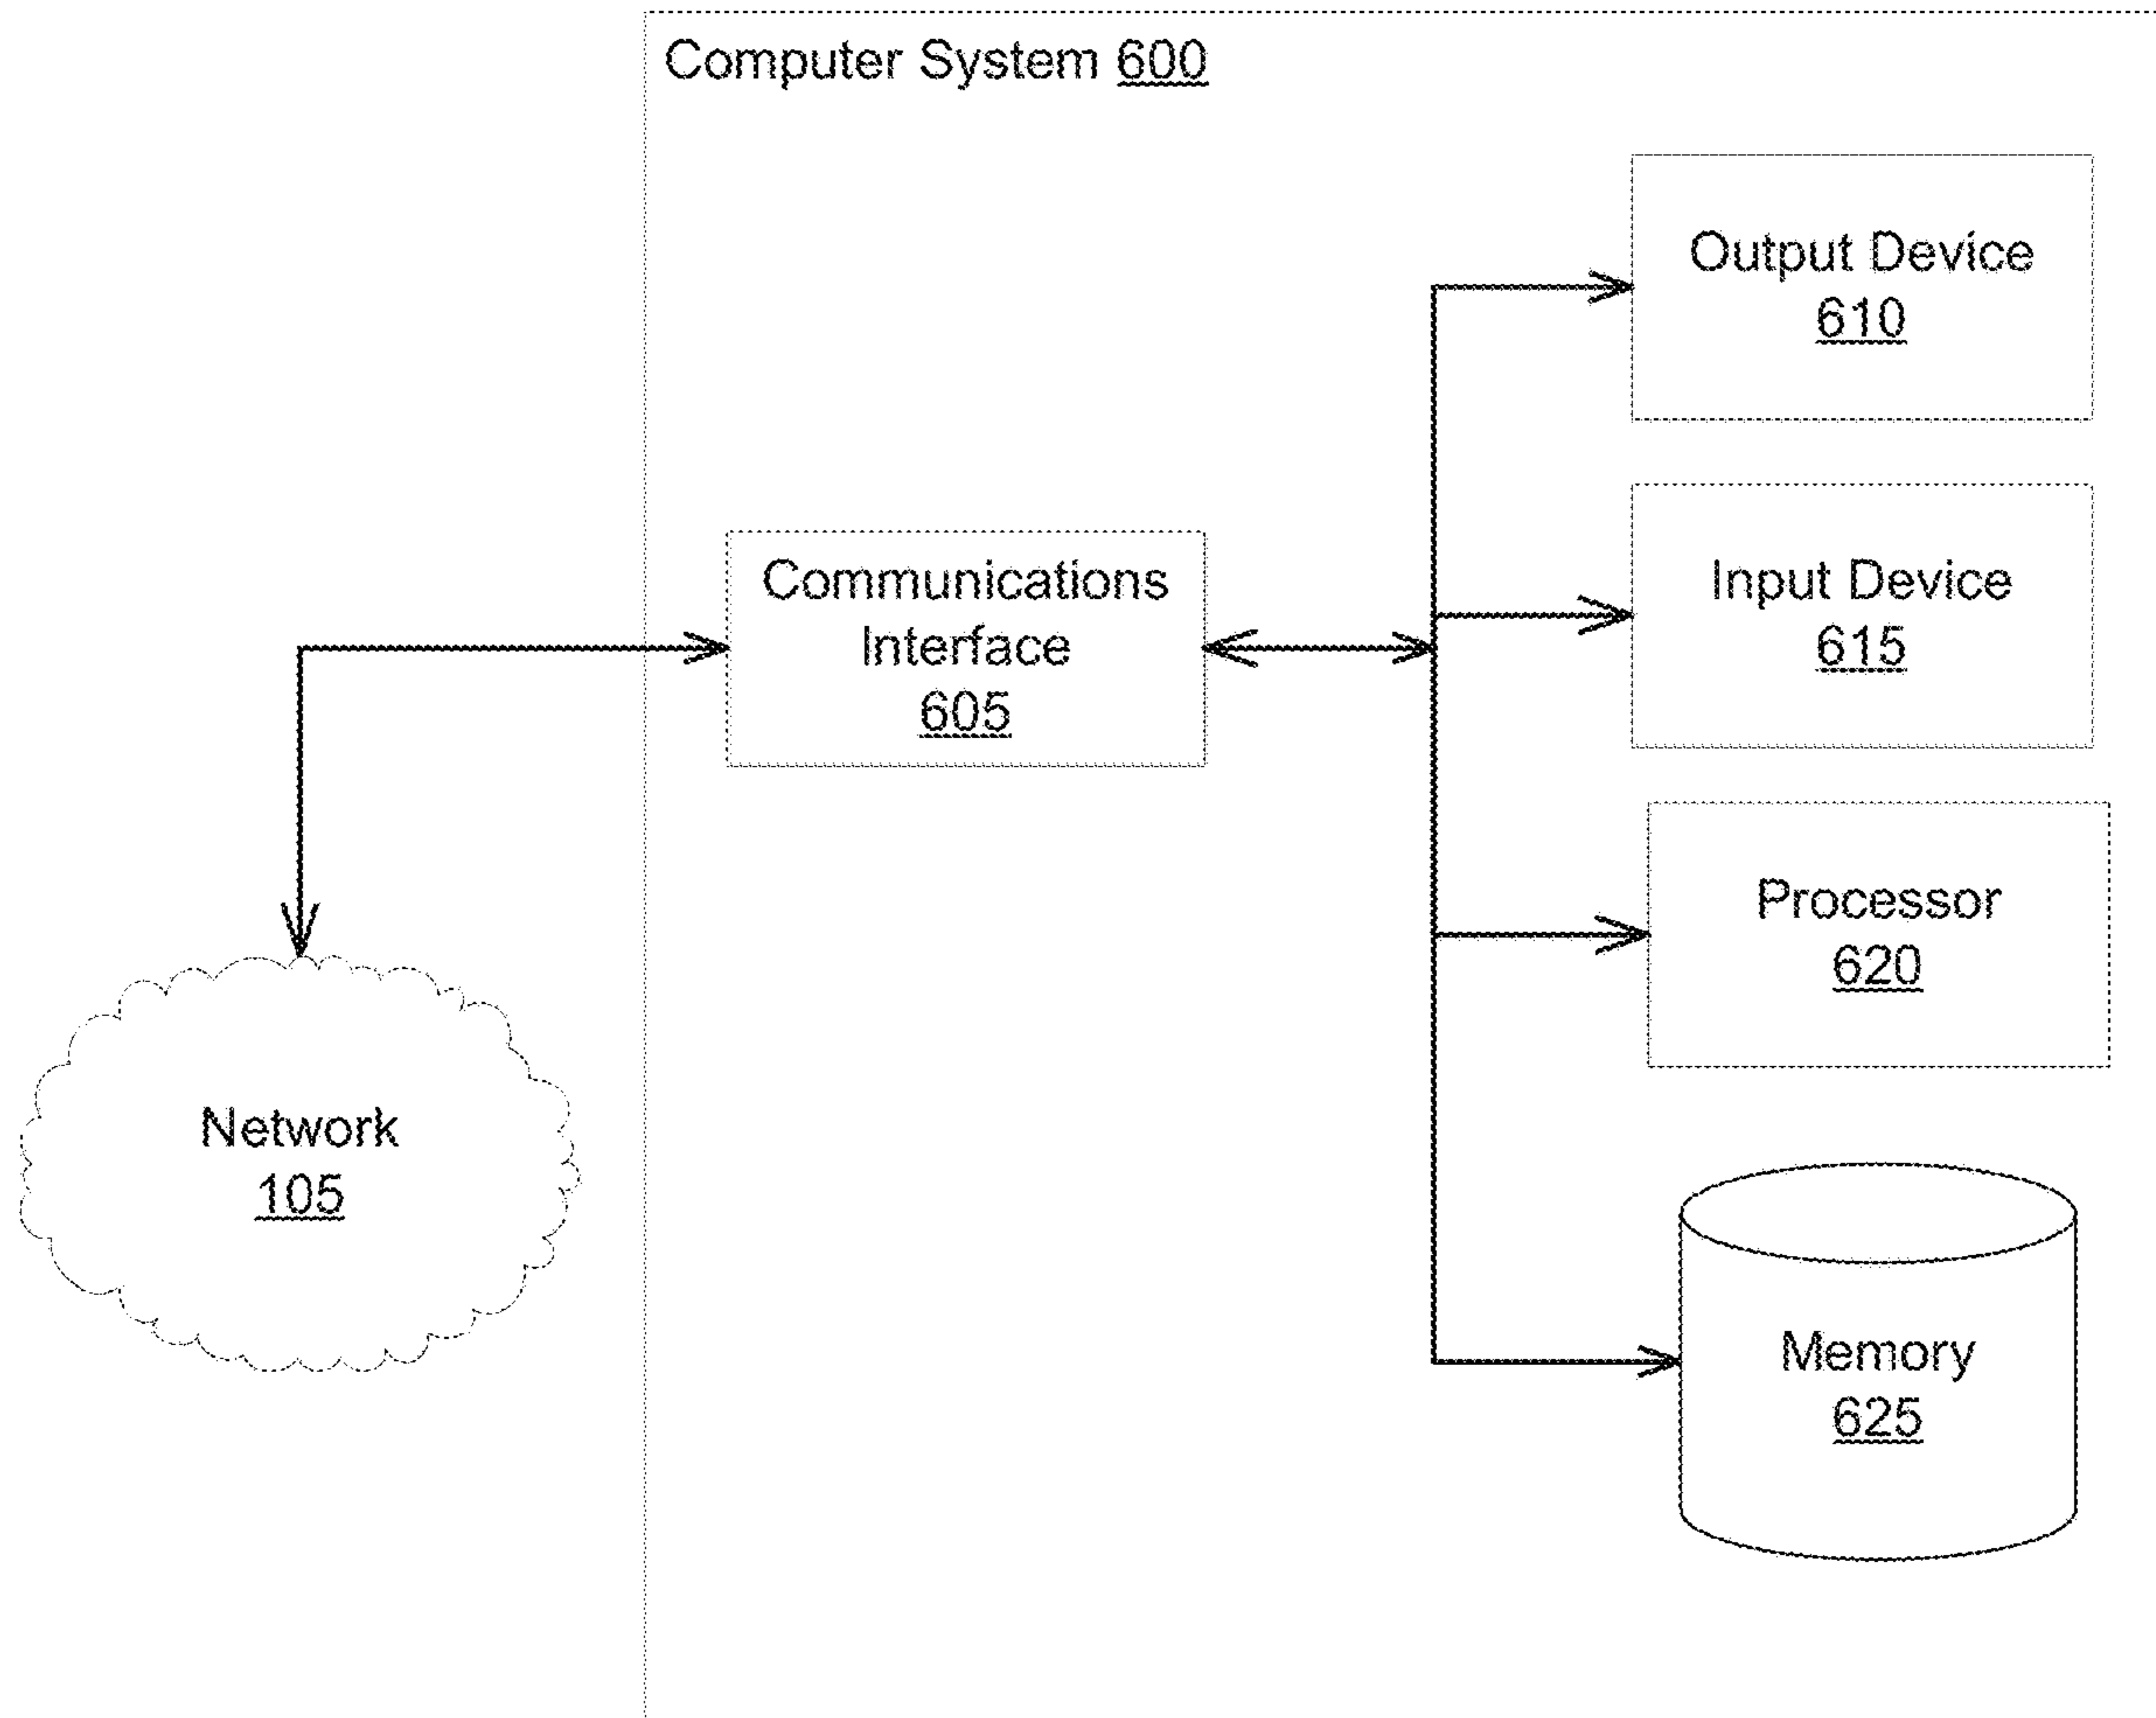 Computer System 600
Output Device
610
Input Device
615
Communications
Interface
605
Processor
620
Network
105
Memory
625